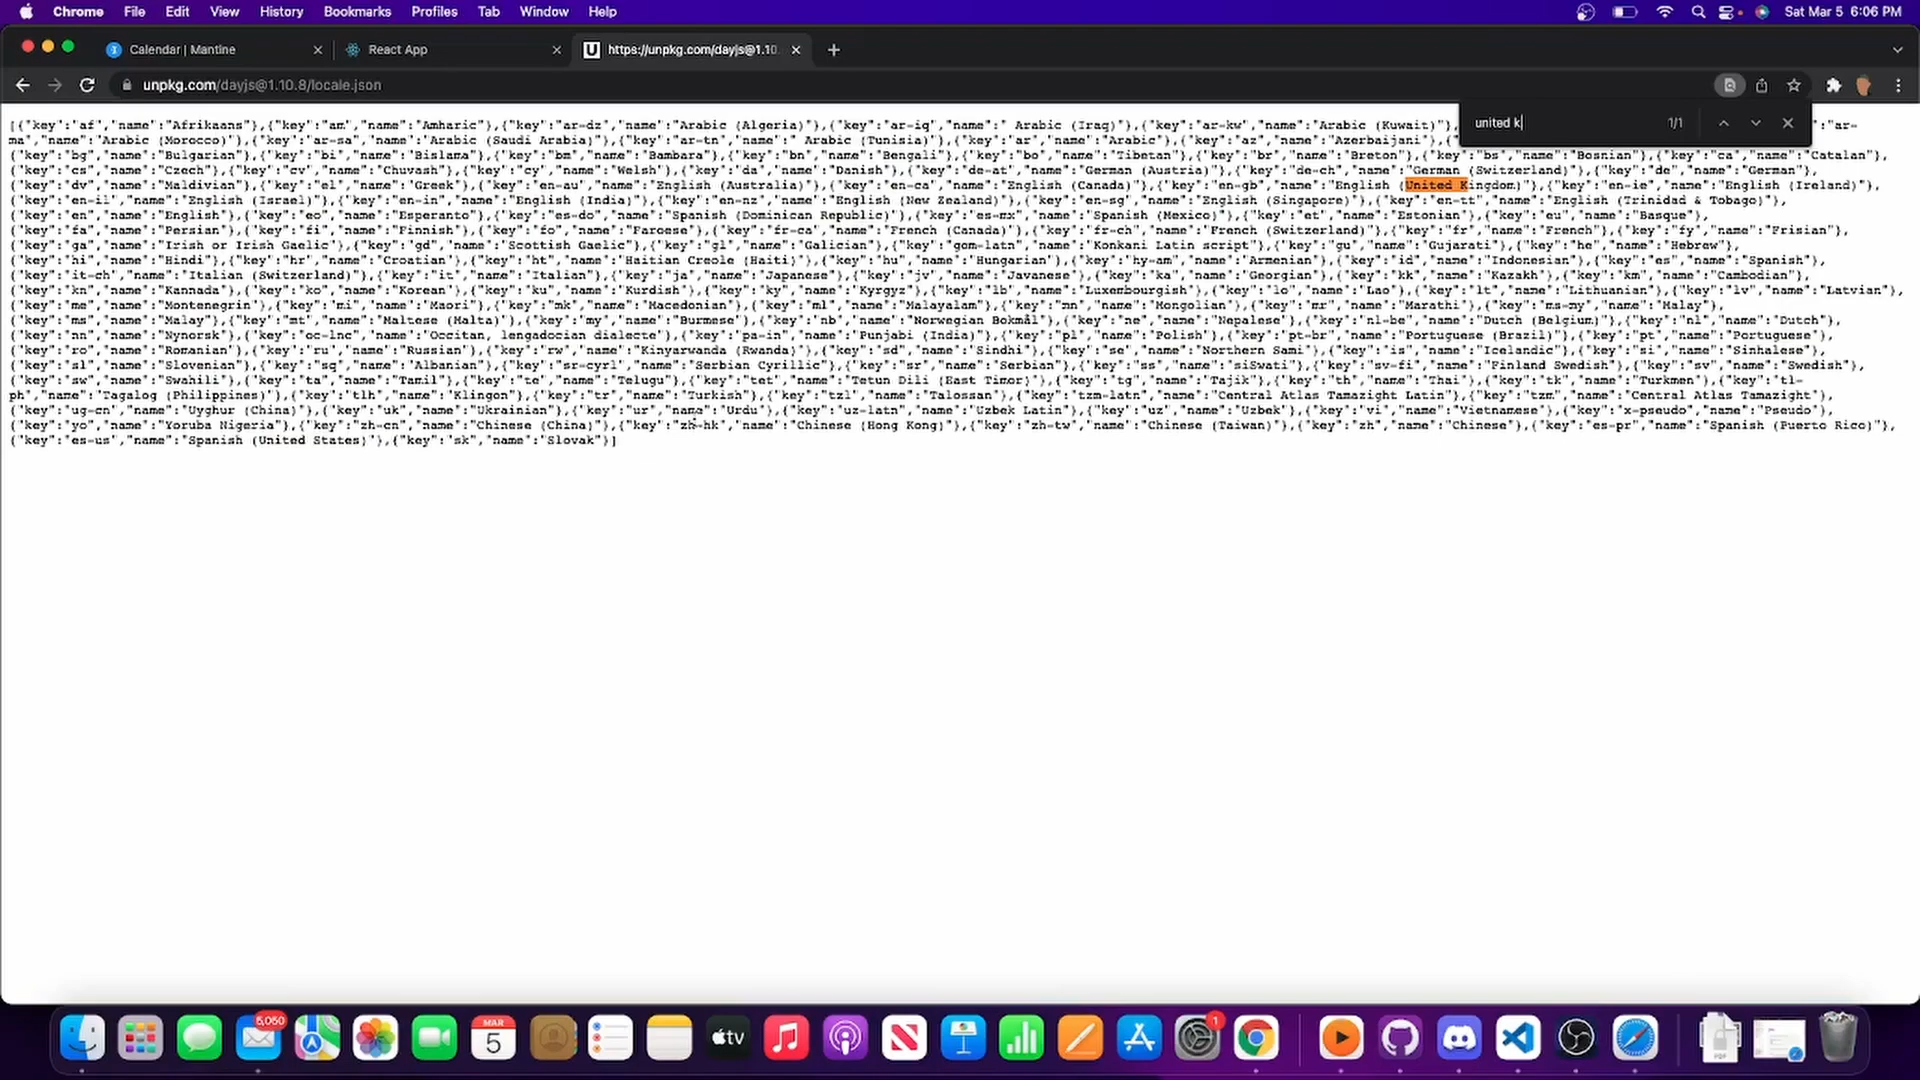 Chrome File Edit View History Bookmarks Profiles Tab Window Help Sat Mar 5 6:06 PM
Calendar | Mantine React App https://unpkg.com/dayjs@1.10.
unpkg.com/dayjs@1.10.8/locale.json
united k 1/1
[{"key":"af","name":"Afrikaans"},{"key":"am","name":"Amharic"},{"key":"ar-dz","name":"Arabic (Algeria)"},{"key":"ar-iq","name":" Arabic (Iraq)"},{"key":"ar-kw","name":"Arabic (Kuwait)"}, "ar-
ma","name":"Arabic (Morocco)"},{"key":"ar-sa","name":"Arabic (Saudi Arabia)"},{"key":"ar-tn","name":" Arabic (Tunisia)"},{"key":"ar","name":"Arabic"},{"key":"az","name":"Azerbaijani"},
{"key":"bg","name":"Bulgarian"},{"key":"bi","name":"Bislama"},{"key":"bm","name":"Bambara"},{"key":"bn","name":"Bengali"},{"key":"bo","name":"Tibetan"},{"key":"br","name":"Breton"},{"key":"bs","name":"Bosnian"},{"key":"ca","name":"Catalan"},
{"key":"cs","name":"Czech"},{"key":"cv","name":"Chuvash"},{"key":"cy","name":"Welsh"},{"key":"da","name":"Danish"},{"key":"de-at","name":"German (Austria)"},{"key":"de-ch","name":"German (Switzerland)"},{"key":"de","name":"German"},
{"key":"dv","name":"Maldivian"},{"key":"el","name":"Greek"},{"key":"en-au","name":"English (Australia)"},{"key":"en-ca","name":"English (Canada)"},{"key":"en-gb","name":"English (United Kingdom)"},{"key":"en-ie","name":"English (Ireland)"},
{"key":"en-il","name":"English (Israel)"},{"key":"en-in","name":"English (India)"},{"key":"en-nz","name":"English (New Zealand)"},{"key":"en-sg","name":"English (Singapore)"},{"key":"en-tt","name":"English (Trinidad & Tobago)"},
{"key":"en","name":"English"},{"key":"eo","name":"Esperanto"},{"key":"es-do","name":"Spanish (Dominican Republic)"},{"key":"es-mx","name":"Spanish (Mexico)"},{"key":"et","name":"Estonian"},{"key":"eu","name":"Basque"},
{"key":"fa","name":"Persian"},{"key":"fi","name":"Finnish"},{"key":"fo","name":"Faroese"},{"key":"fr-ca","name":"French (Canada)"},{"key":"fr-ch","name":"French (Switzerland)"},{"key":"fr","name":"French"},{"key":"fy","name":"Frisian"},
{"key":"ga","name":"Irish or Irish Gaelic"},{"key":"gd","name":"Scottish Gaelic"},{"key":"gl","name":"Galician"},{"key":"gom-latn","name":"Konkani Latin script"},{"key":"gu","name":"Gujarati"},{"key":"he","name":"Hebrew"},
{"key":"hi","name":"Hindi"},{"key":"hr","name":"Croatian"},{"key":"ht","name":"Haitian Creole (Haiti)"},{"key":"hu","name":"Hungarian"},{"key":"hy-am","name":"Armenian"},{"key":"id","name":"Indonesian"},{"key":"es","name":"Spanish"},
{"key":"it-ch","name":"Italian (Switzerland)"},{"key":"it","name":"Italian"},{"key":"ja","name":"Japanese"},{"key":"jv","name":"Javanese"},{"key":"ka","name":"Georgian"},{"key":"kk","name":"Kazakh"},{"key":"km","name":"Cambodian"},
{"key":"kn","name":"Kannada"},{"key":"ko","name":"Korean"},{"key":"ku","name":"Kurdish"},{"key":"ky","name":"Kyrgyz"},{"key":"lb","name":"Luxembourgish"},{"key":"lo","name":"Lao"},{"key":"lt","name":"Lithuanian"},{"key":"lv","name":"Latvian"},
{"key":"me","name":"Montenegrin"},{"key":"mi","name":"Maori"},{"key":"mk","name":"Macedonian"},{"key":"ml","name":"Malayalam"},{"key":"mn","name":"Mongolian"},{"key":"mr","name":"Marathi"},{"key":"ms-my","name":"Malay"},
{"key":"ms","name":"Malay"},{"key":"mt","name":"Maltese (Malta)"},{"key":"my","name":"Burmese"},{"key":"nb","name":"Norwegian Bokmål"},{"key":"ne","name":"Nepalese"},{"key":"nl-be","name":"Dutch (Belgium)"},{"key":"nl","name":"Dutch"},
{"key":"nn","name":"Nynorsk"},{"key":"oc-lnc","name":"Occitan, lengadocian dialecte"},{"key":"pa-in","name":"Punjabi (India)"},{"key":"pl","name":"Polish"},{"key":"pt-br","name":"Portuguese (Brazil)"},{"key":"pt","name":"Portuguese"},
{"key":"ro","name":"Romanian"},{"key":"ru","name":"Russian"},{"key":"rw","name":"Kinyarwanda (Rwanda)"},{"key":"sd","name":"Sindhi"},{"key":"se","name":"Northern Sami"},{"key":"is","name":"Icelandic"},{"key":"si","name":"Sinhalese"},
{"key":"sl","name":"Slovenian"},{"key":"sq","name":"Albanian"},{"key":"sr-cyrl","name":"Serbian Cyrillic"},{"key":"sr","name":"Serbian"},{"key":"ss","name":"siSwati"},{"key":"sv-fi","name":"Finland Swedish"},{"key":"sv","name":"Swedish"},
{"key":"sw","name":"Swahili"},{"key":"ta","name":"Tamil"},{"key":"te","name":"Telugu"},{"key":"tet","name":"Tetun Dili (East Timor)"},{"key":"tg","name":"Tajik"},{"key":"th","name":"Thai"},{"key":"tk","name":"Turkmen"},{"key":"tl-
ph","name":"Tagalog (Philippines)"},{"key":"tlh","name":"Klingon"},{"key":"tr","name":"Turkish"},{"key":"tzl","name":"Talossan"},{"key":"tzm-latn","name":"Central Atlas Tamazight Latin"},{"key":"tzm","name":"Central Atlas Tamazight"},
{"key":"ug-cn","name":"Uyghur (China)"},{"key":"uk","name":"Ukrainian"},{"key":"ur","name":"Urdu"},{"key":"uz-latn","name":"Uzbek Latin"},{"key":"uz","name":"Uzbek"},{"key":"vi","name":"Vietnamese"},{"key":"x-pseudo","name":"Pseudo"},
{"key":"yo","name":"Yoruba Nigeria"},{"key":"zh-cn","name":"Chinese (China)"},{"key":"zh-hk","name":"Chinese (Hong Kong)"},{"key":"zh-tw","name":"Chinese (Taiwan)"},{"key":"zh","name":"Chinese"},{"key":"es-pr","name":"Spanish (Puerto Rico)"},
{"key":"es-us","name":"Spanish (United States)"},{"key":"sk","name":"Slovak"}]
5,050
MAR
5
tv
1
PDF